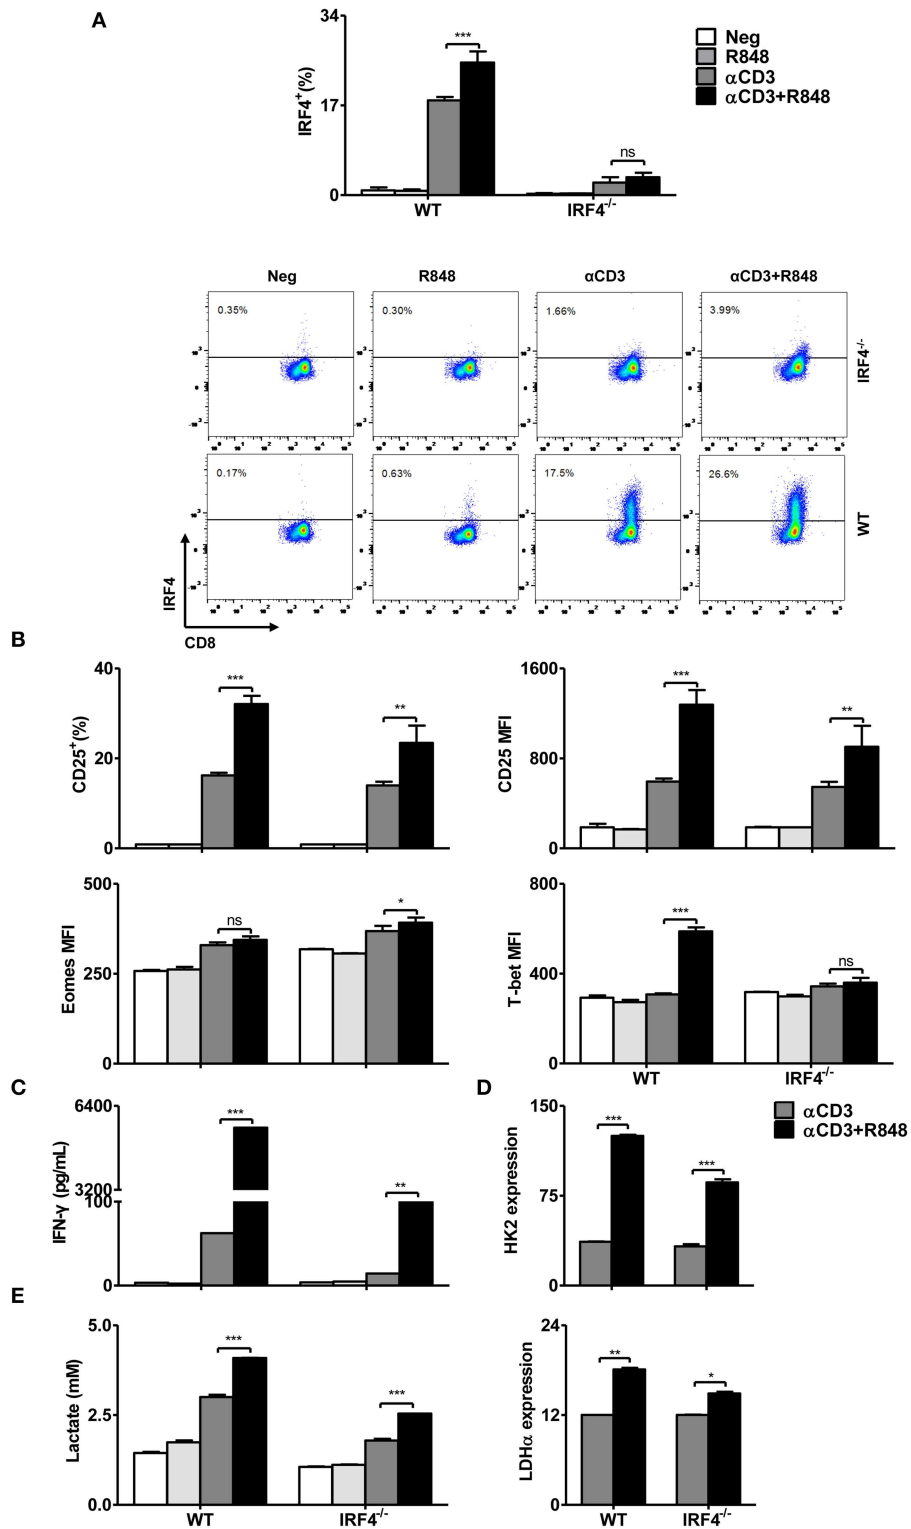 A
34
17
0
IRF4+(%)
***
ns
WT
IRF4-/-
Neg
R848
αCD3
αCD3+R848
Neg
R848
αCD3
αCD3+R848
0.35%
0.30%
1.66%
3.99%
IRF4-/-
0.17%
0.63%
17.5%
26.6%
WT
IRF4
CD8
B
40
20
0
CD25+(%)
***
**
1600
800
0
CD25 MFI
***
**
500
250
0
Eomes MFI
ns
*
800
400
0
T-bet MFI
***
ns
WT
IRF4-/-
C
6400
3200
100
0
IFN-γ (pg/mL)
***
**
D
αCD3
αCD3+R848
150
75
0
HK2 expression
***
***
E
5.0
2.5
0.0
Lactate (mM)
***
***
WT
IRF4-/-
24
12
0
LDHα expression
**
*
WT
IRF4-/-